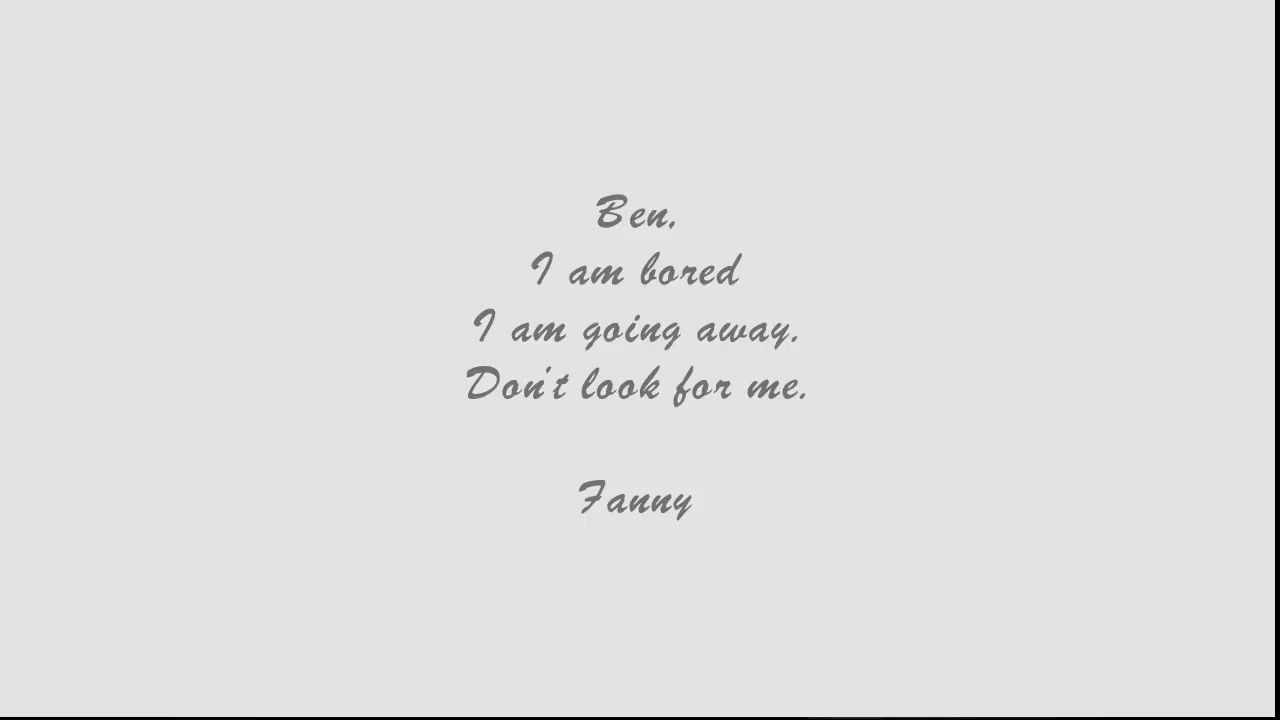 Ben,
I am bored
I am going away.
Don't look for me.
Fanny